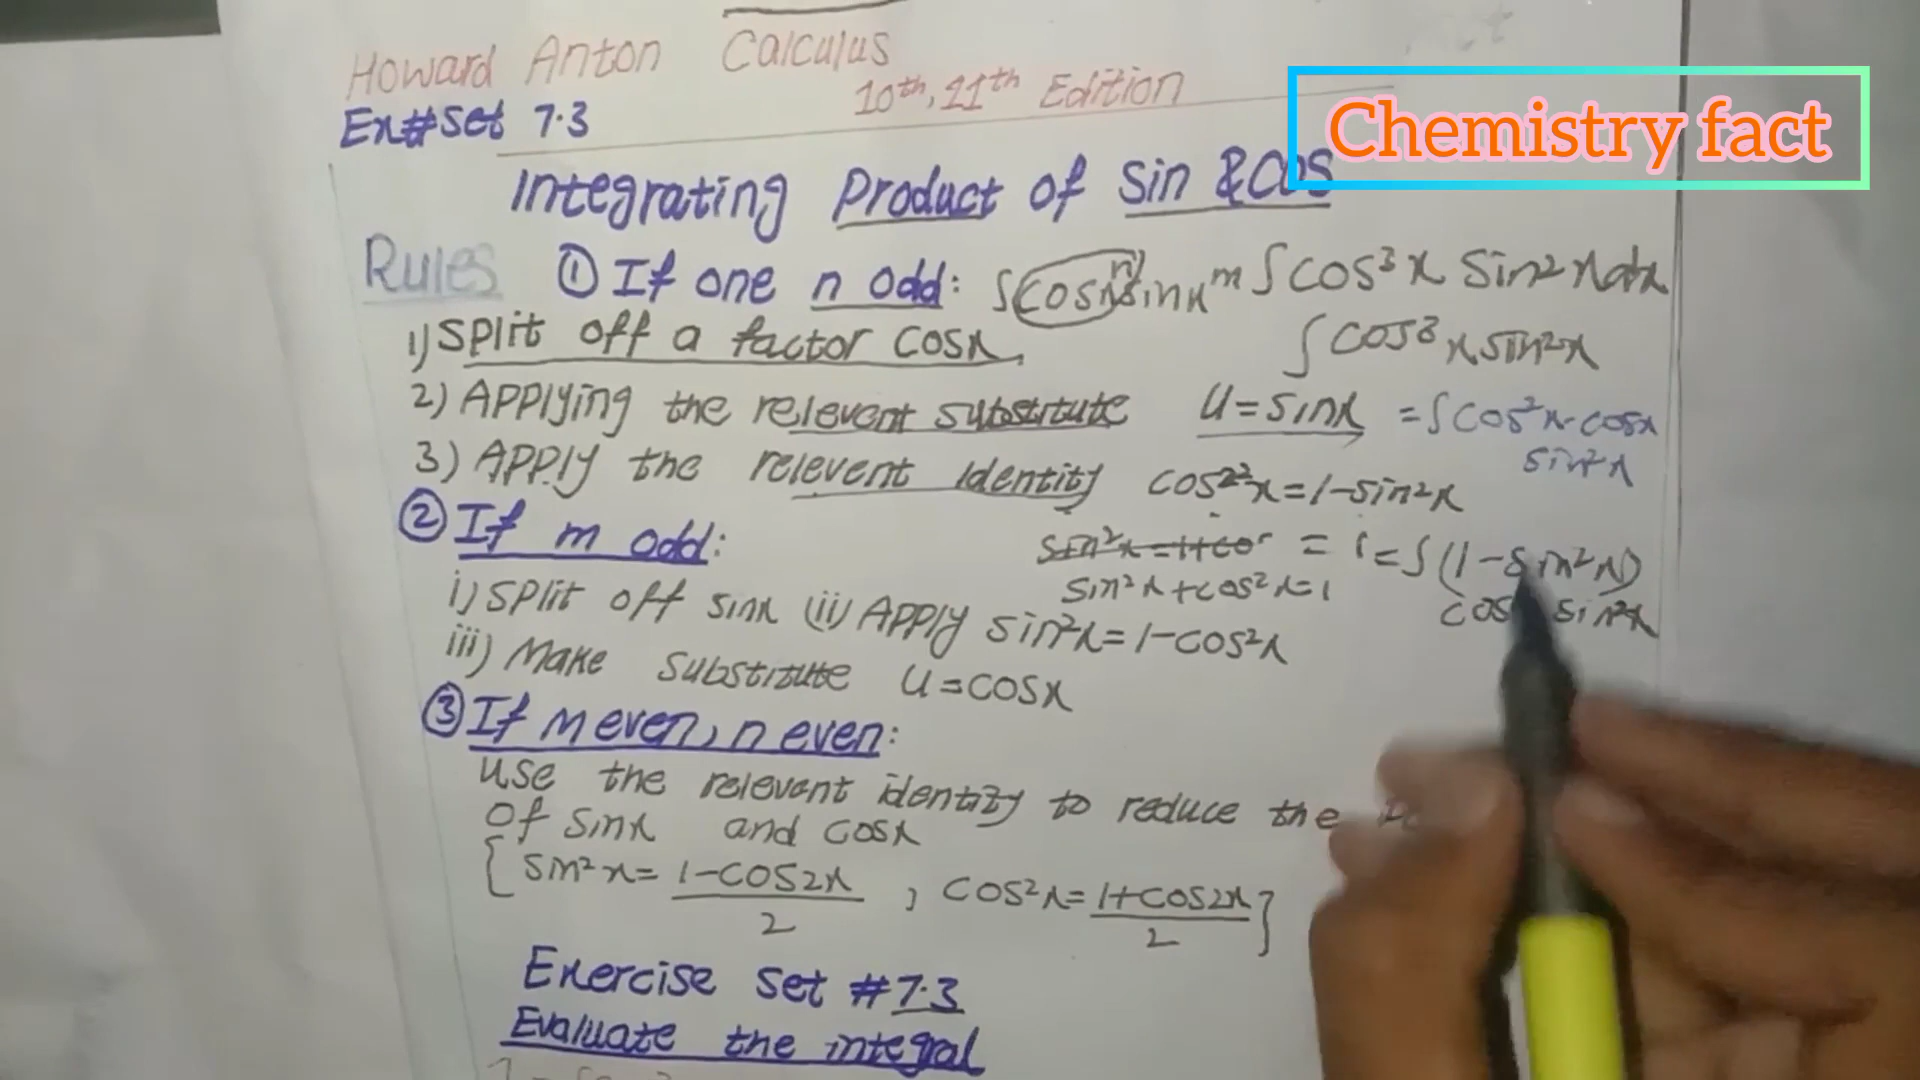 Howard Anton Calculus
10th, 11th Edition
Chemistry fact
Ex#Set 7.3
Integrating Product of Sin & COS
Rules ① If one n odd: ∫cosxⁿ sinxᵐ ∫cos³x sin²x dx
∫cos³x sin²x
1) Split off a factor cosx.
2) Applying the relevent substitute u=sinx =∫cos²x·cosx
sin²x
3) Apply the relevent identity cos²x=1-sin²x
② If m odd:
= ∫(1-sin²x)
sin²x+cos²x=1
sin²x
i) Split off sinx (ii) Apply sin²x=1-cos²x
iii) Make substitute u=cosx
③ If m even, n even:
use the relevent identity to reduce the
of sinx and cosx
{sin²x= 1-cos2x/2 , cos²x= 1+cos2x/2}
Exercise set #7.3
Evaluate the integral